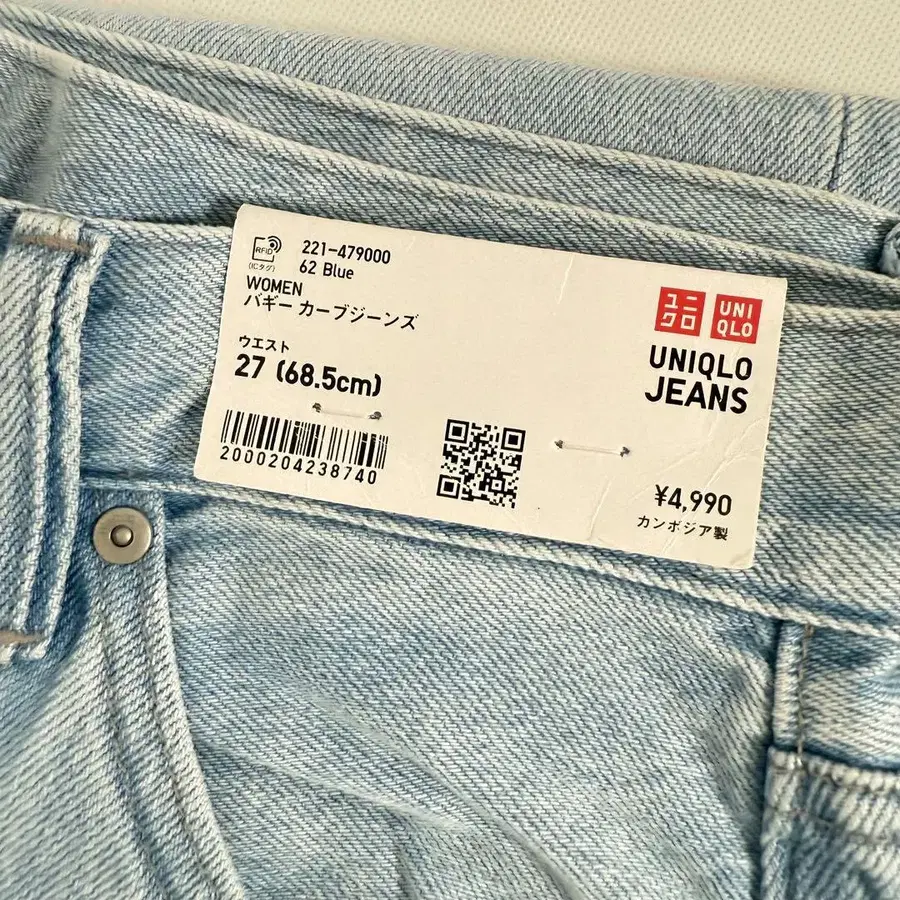 RFID
(ICタグ)
221-479000
62 Blue
WOMEN
バギー カーブジーンズ
ウエスト
27 (68.5cm)
2000204238740
ユニ
クロ
UNI
QLO
UNIQLO
JEANS
¥4,990
カンボジア製